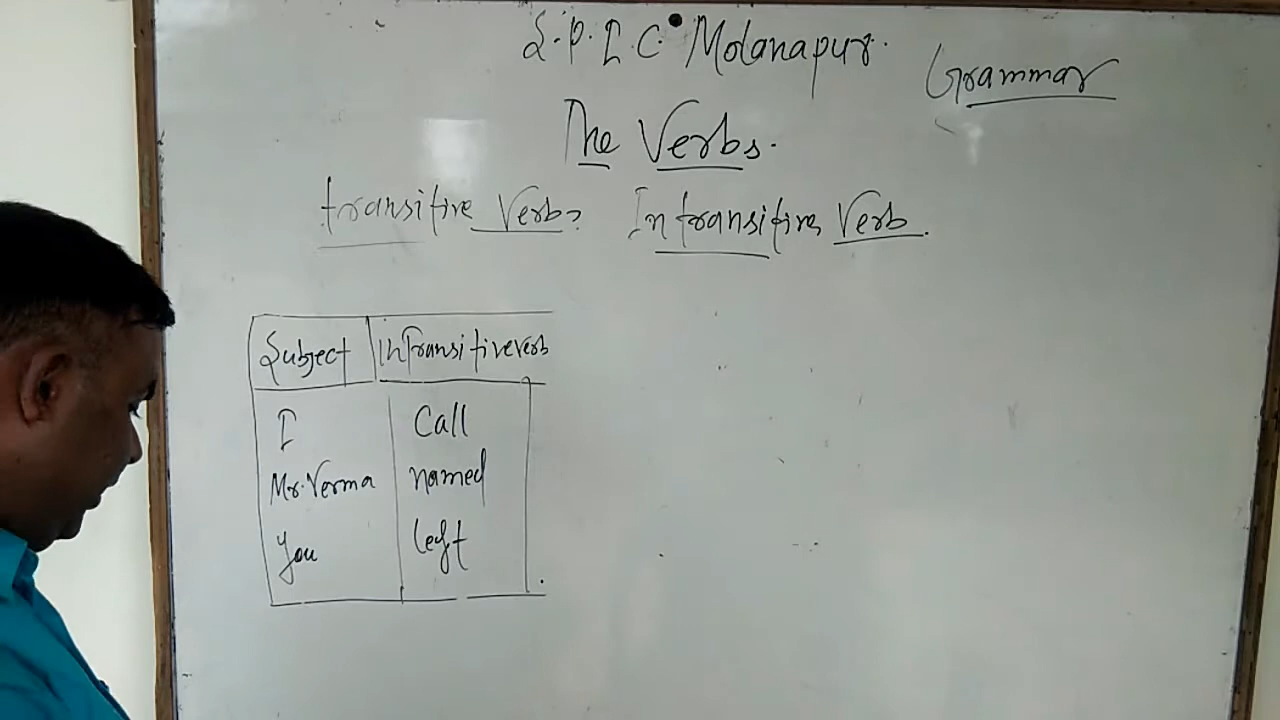 S.P.I.C. Molanapur.
Grammar
The Verbs.
transitive Verb? Intransitive Verb.
Subject InTransitive verb
I Call
Mr. Verma named
You left